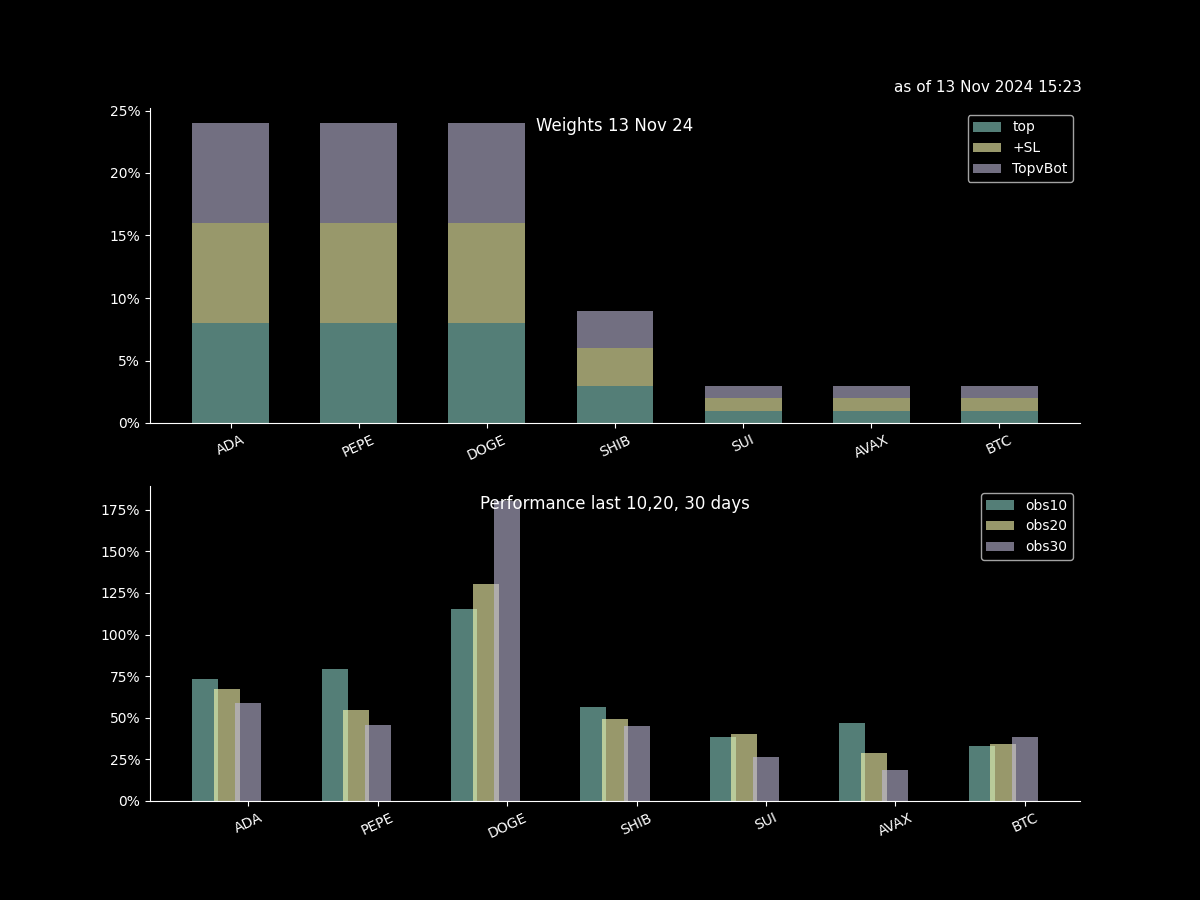 as of 13 Nov 2024 15:23
Weights 13 Nov 24
25%
20%
15%
10%
5%
0%
top
+SL
TopvBot
ADA PEPE DOGE SHIB SUI AVAX BTC
Performance last 10,20, 30 days
175%
150%
125%
100%
75%
50%
25%
0%
obs10
obs20
obs30
ADA PEPE DOGE SHIB SUI AVAX BTC